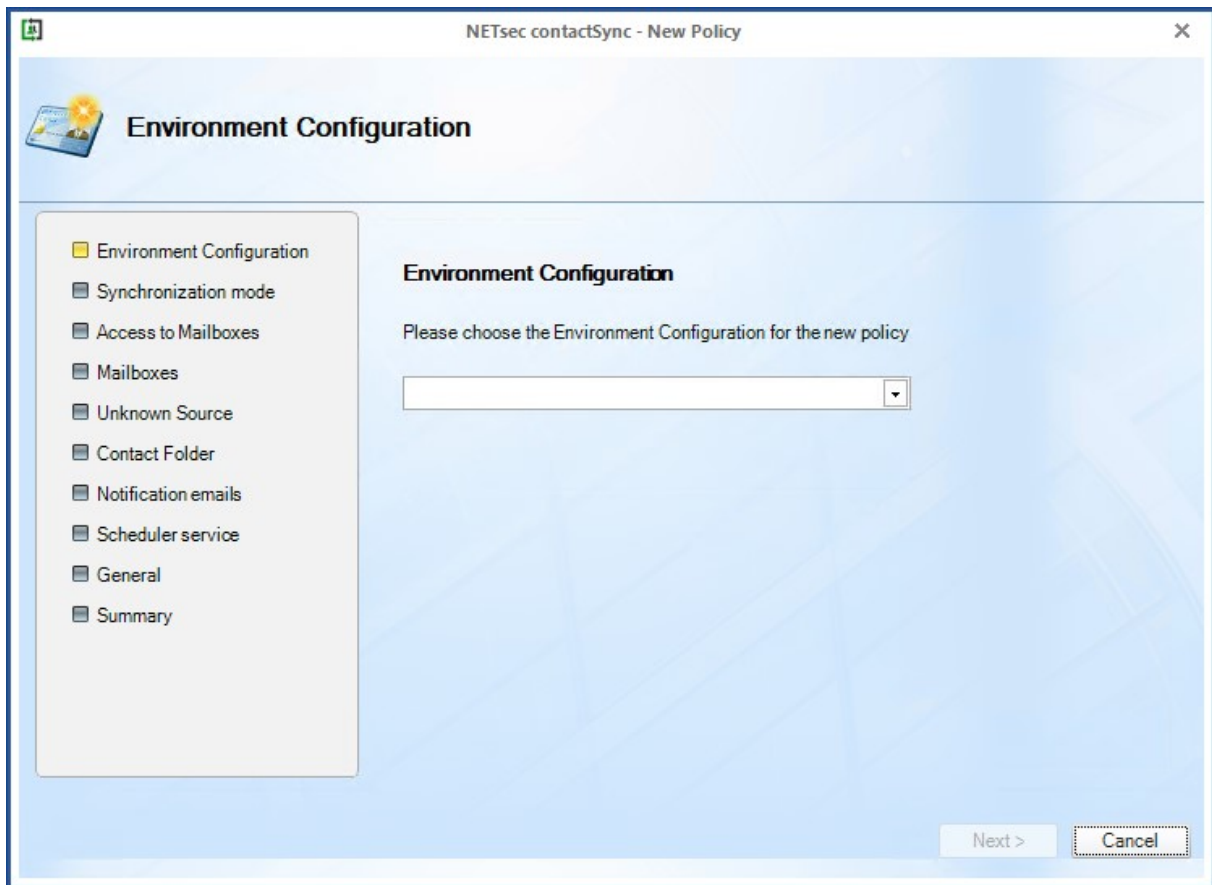 NETsec contactSync - New Policy
Environment Configuration
Environment Configuration
Synchronization mode
Access to Mailboxes
Mailboxes
Unknown Source
Contact Folder
Notification emails
Scheduler service
General
Summary
Environment Configuration
Please choose the Environment Configuration for the new policy
Next >
Cancel